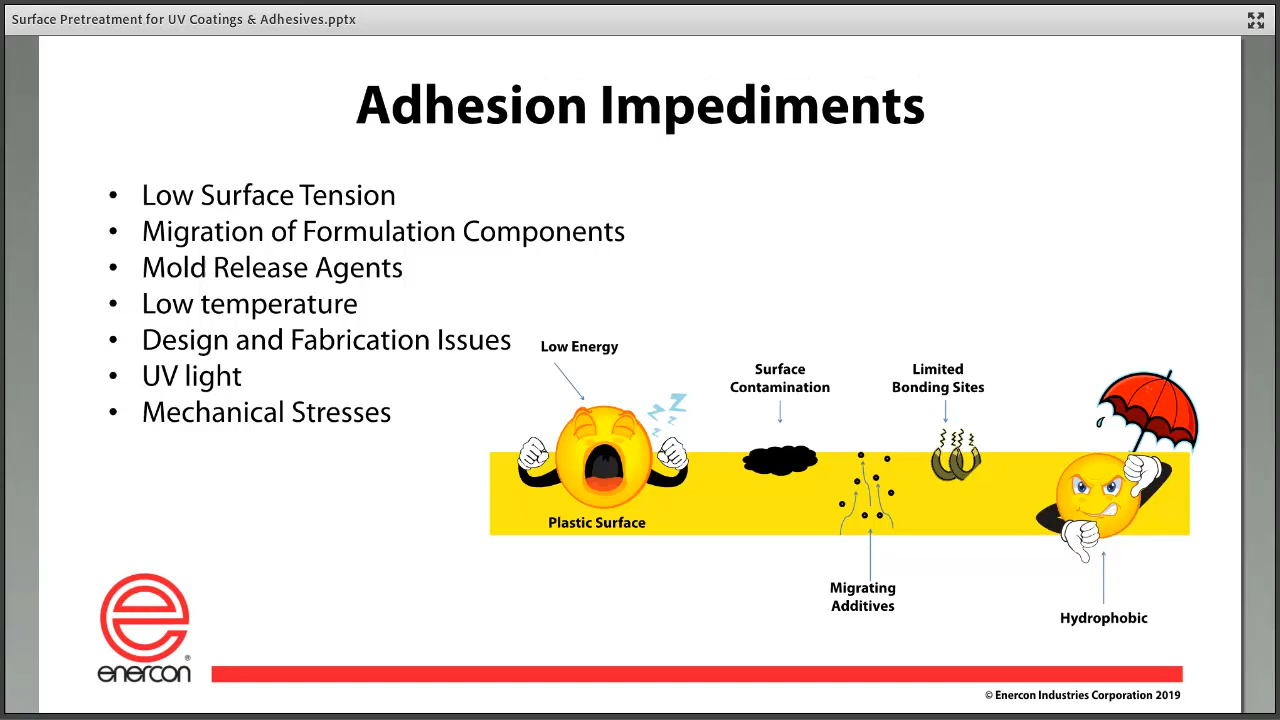 Surface Pretreatment for UV Coatings & Adhesives.pptx
Adhesion Impediments
• Low Surface Tension
• Migration of Formulation Components
• Mold Release Agents
• Low temperature
• Design and Fabrication Issues
• UV light
• Mechanical Stresses
Low Energy
Surface
Contamination
Limited
Bonding Sites
Z Z Z
Plastic Surface
Migrating
Additives
Hydrophobic
e
enercon®
© Enercon Industries Corporation 2019